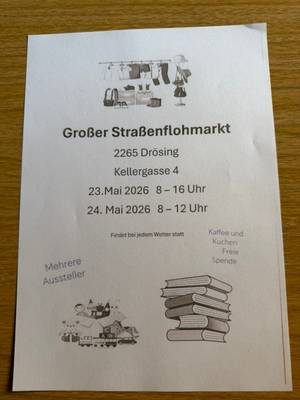 Großer Straßenflohmarkt
2265 Drösing
Kellergasse 4
23.Mai 2026 8 – 16 Uhr
24. Mai 2026 8 – 12 Uhr
Findet bei jedem Wetter statt
Kaffee und
Kuchen
Freie
Spende
Mehrere
Aussteller